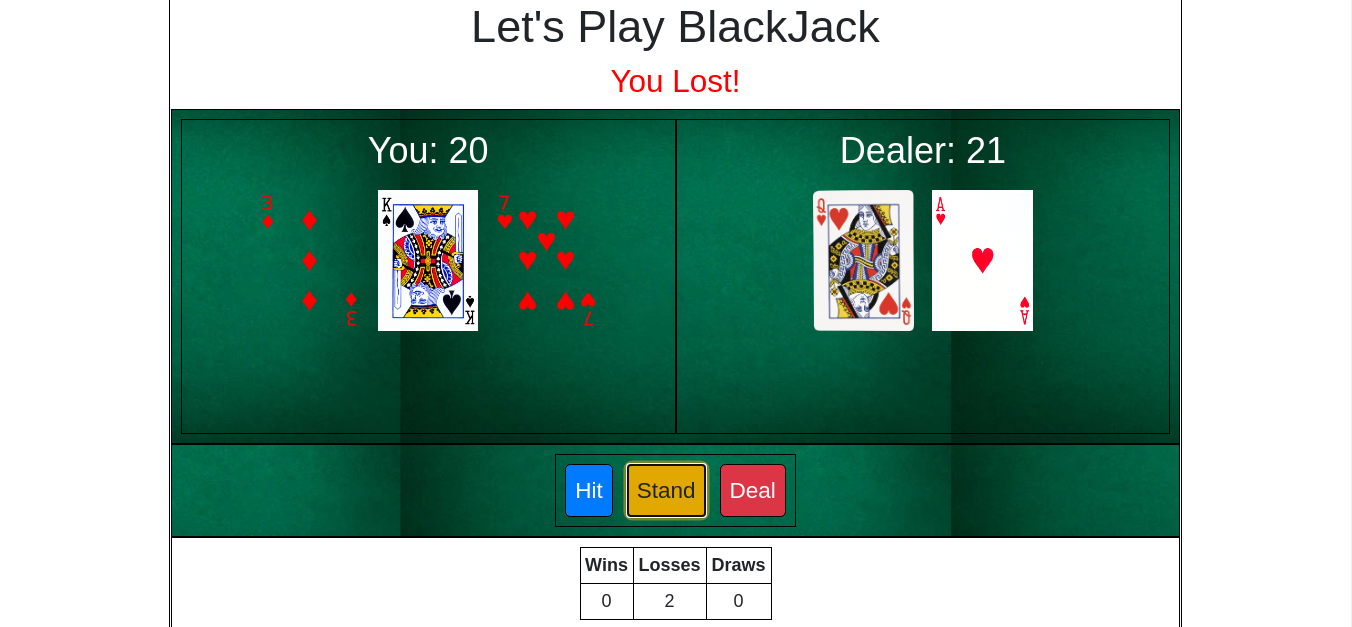 Let's Play BlackJack
You Lost!
You: 20
Dealer: 21
3
3
K
K
7
7
Q
Q
A
A
Hit
Stand
Deal
Wins Losses Draws
0 2 0